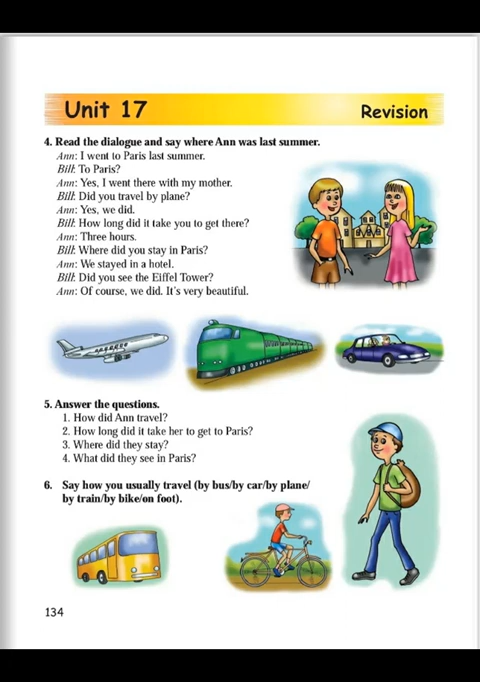 Unit 17
Revision
4. Read the dialogue and say where Ann was last summer.
Ann: I went to Paris last summer.
Bill: To Paris?
Ann: Yes, I went there with my mother.
Bill: Did you travel by plane?
Ann: Yes, we did.
Bill: How long did it take you to get there?
Ann: Three hours.
Bill: Where did you stay in Paris?
Ann: We stayed in a hotel.
Bill: Did you see the Eiffel Tower?
Ann: Of course, we did. It's very beautiful.
5. Answer the questions.
1. How did Ann travel?
2. How long did it take her to get to Paris?
3. Where did they stay?
4. What did they see in Paris?
6. Say how you usually travel (by bus/by car/by plane/
by train/by bike/on foot).
134